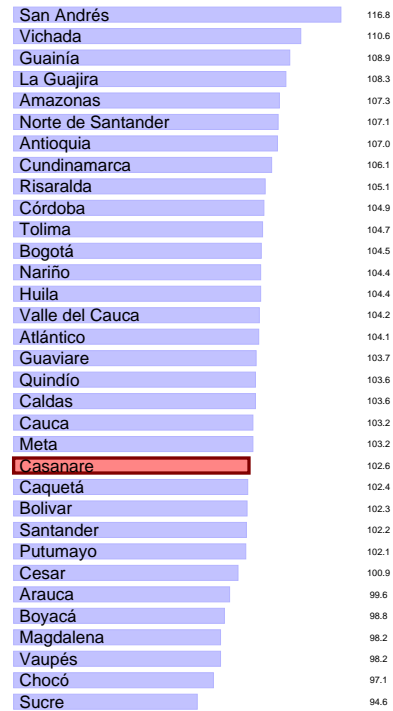 San Andrés 116.8
Vichada 110.6
Guainía 108.9
La Guajira 108.3
Amazonas 107.3
Norte de Santander 107.1
Antioquia 107.0
Cundinamarca 106.1
Risaralda 105.1
Córdoba 104.9
Tolima 104.7
Bogotá 104.5
Nariño 104.4
Huila 104.4
Valle del Cauca 104.2
Atlántico 104.1
Guaviare 103.7
Quindío 103.6
Caldas 103.6
Cauca 103.2
Meta 103.2
Casanare 102.6
Caquetá 102.4
Bolivar 102.3
Santander 102.2
Putumayo 102.1
Cesar 100.9
Arauca 99.6
Boyacá 98.8
Magdalena 98.2
Vaupés 98.2
Chocó 97.1
Sucre 94.6